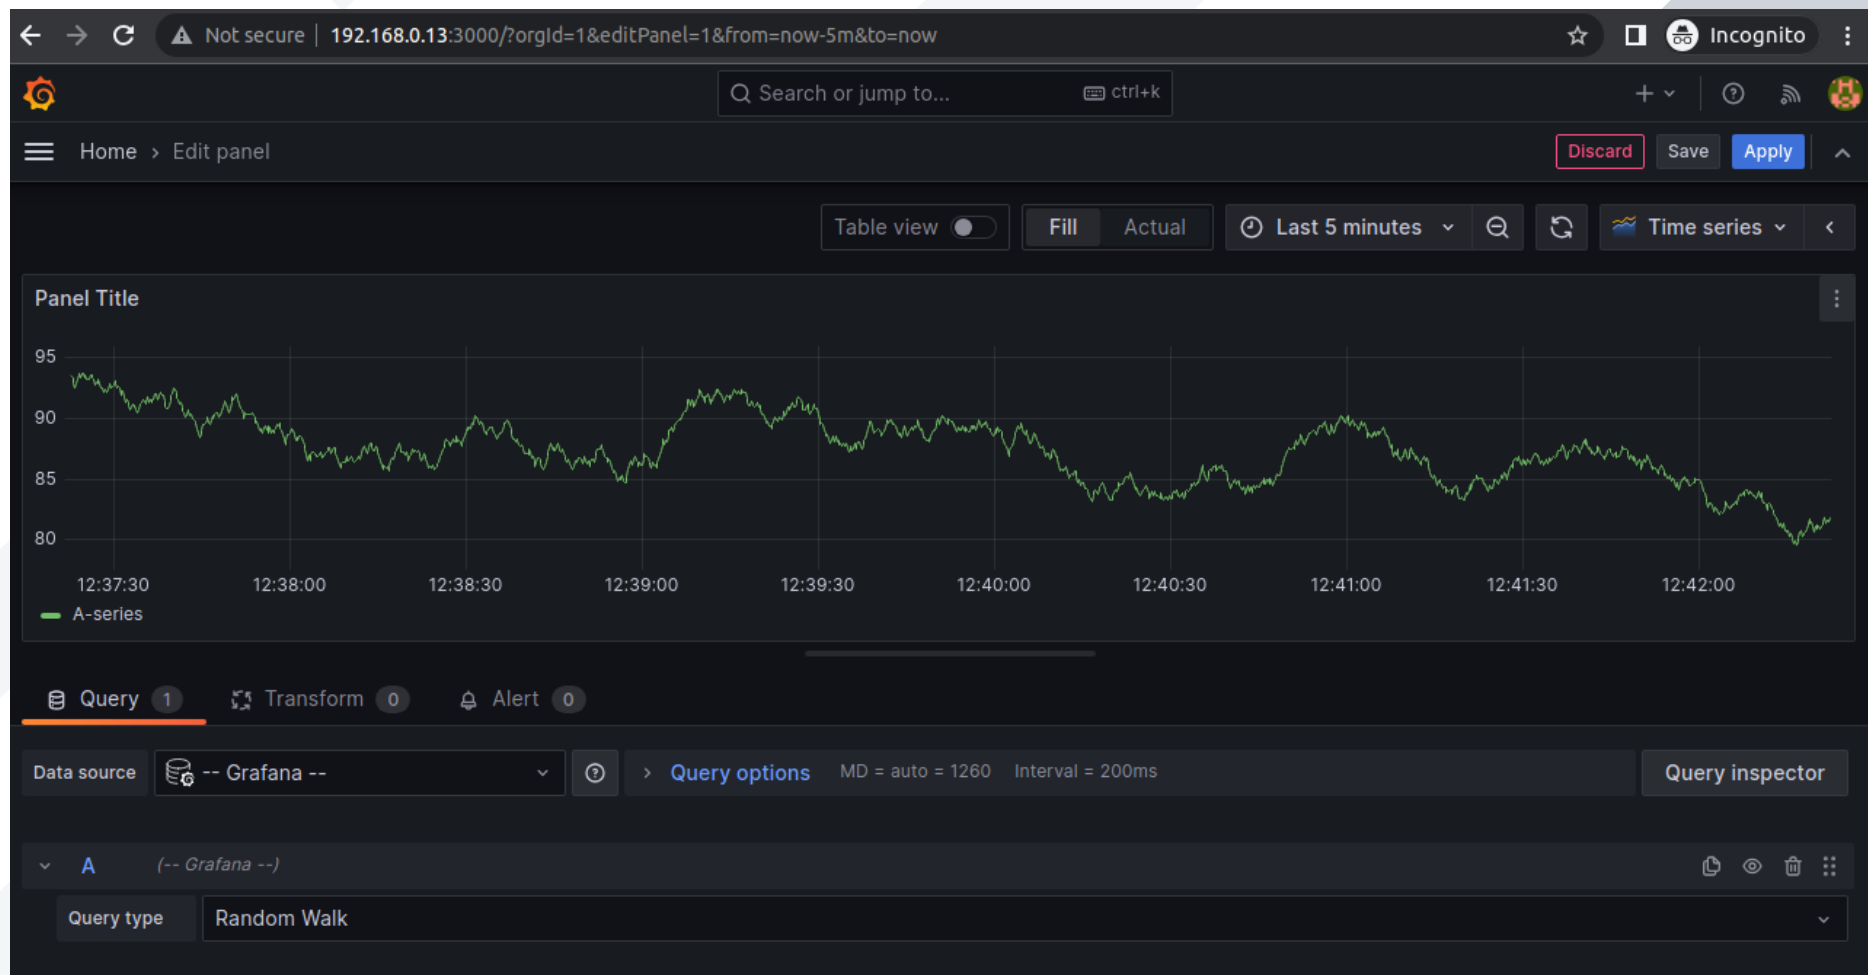 Not secure | 192.168.0.13:3000/?orgId=1&editPanel=1&from=now-5m&to=now Incognito
Search or jump to... ctrl+k
Home › Edit panel Discard Save Apply
Table view Fill Actual Last 5 minutes Time series
Panel Title
95
90
85
80
12:37:30 12:38:00 12:38:30 12:39:00 12:39:30 12:40:00 12:40:30 12:41:00 12:41:30 12:42:00
A-series
Query 1 Transform 0 Alert 0
Data source -- Grafana -- Query options MD = auto = 1260 Interval = 200ms Query inspector
A (-- Grafana --)
Query type Random Walk